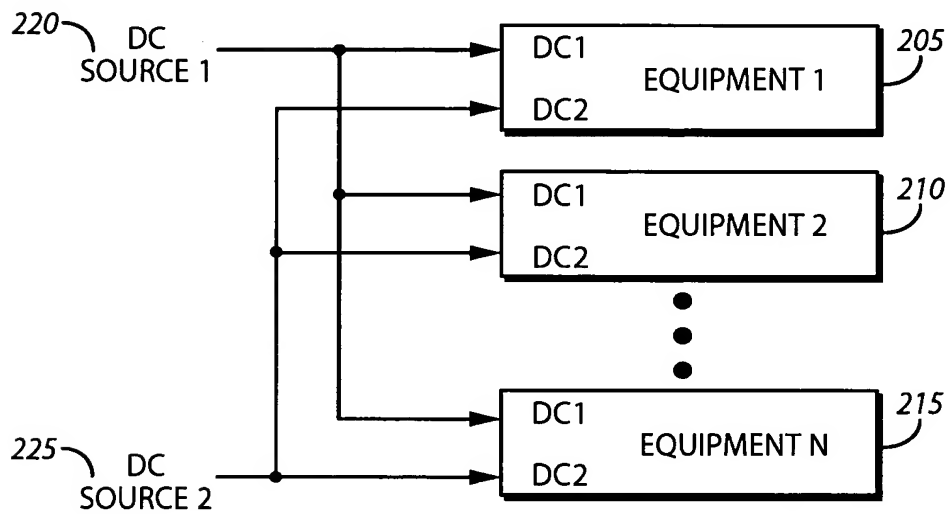 220 DC
SOURCE 1
DC1
DC2
EQUIPMENT 1
205
DC1
DC2
EQUIPMENT 2
210
DC1
DC2
EQUIPMENT N
215
225 DC
SOURCE 2